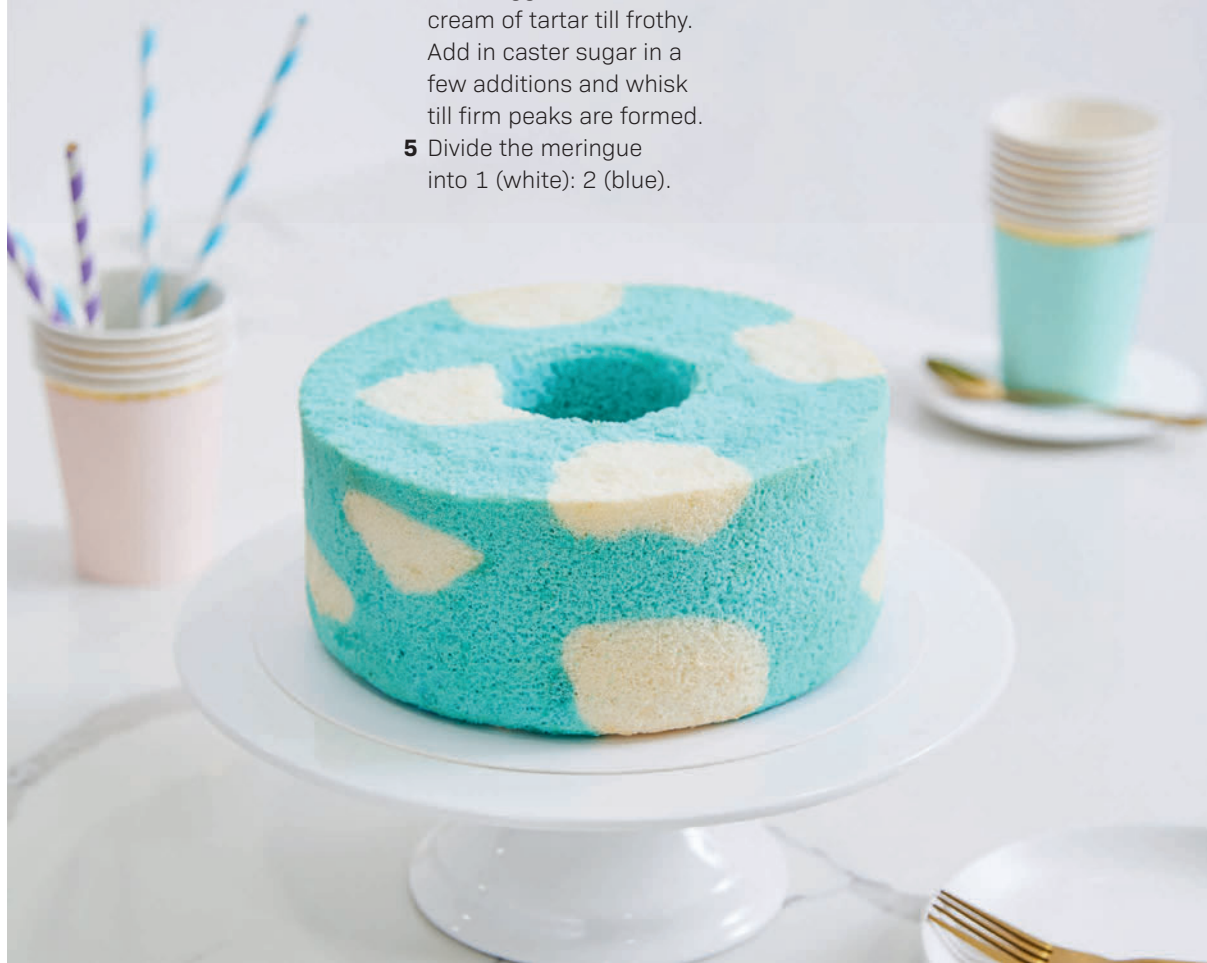 cream of tartar till frothy.
Add in caster sugar in a
few additions and whisk
till firm peaks are formed.
5 Divide the meringue
into 1 (white): 2 (blue).